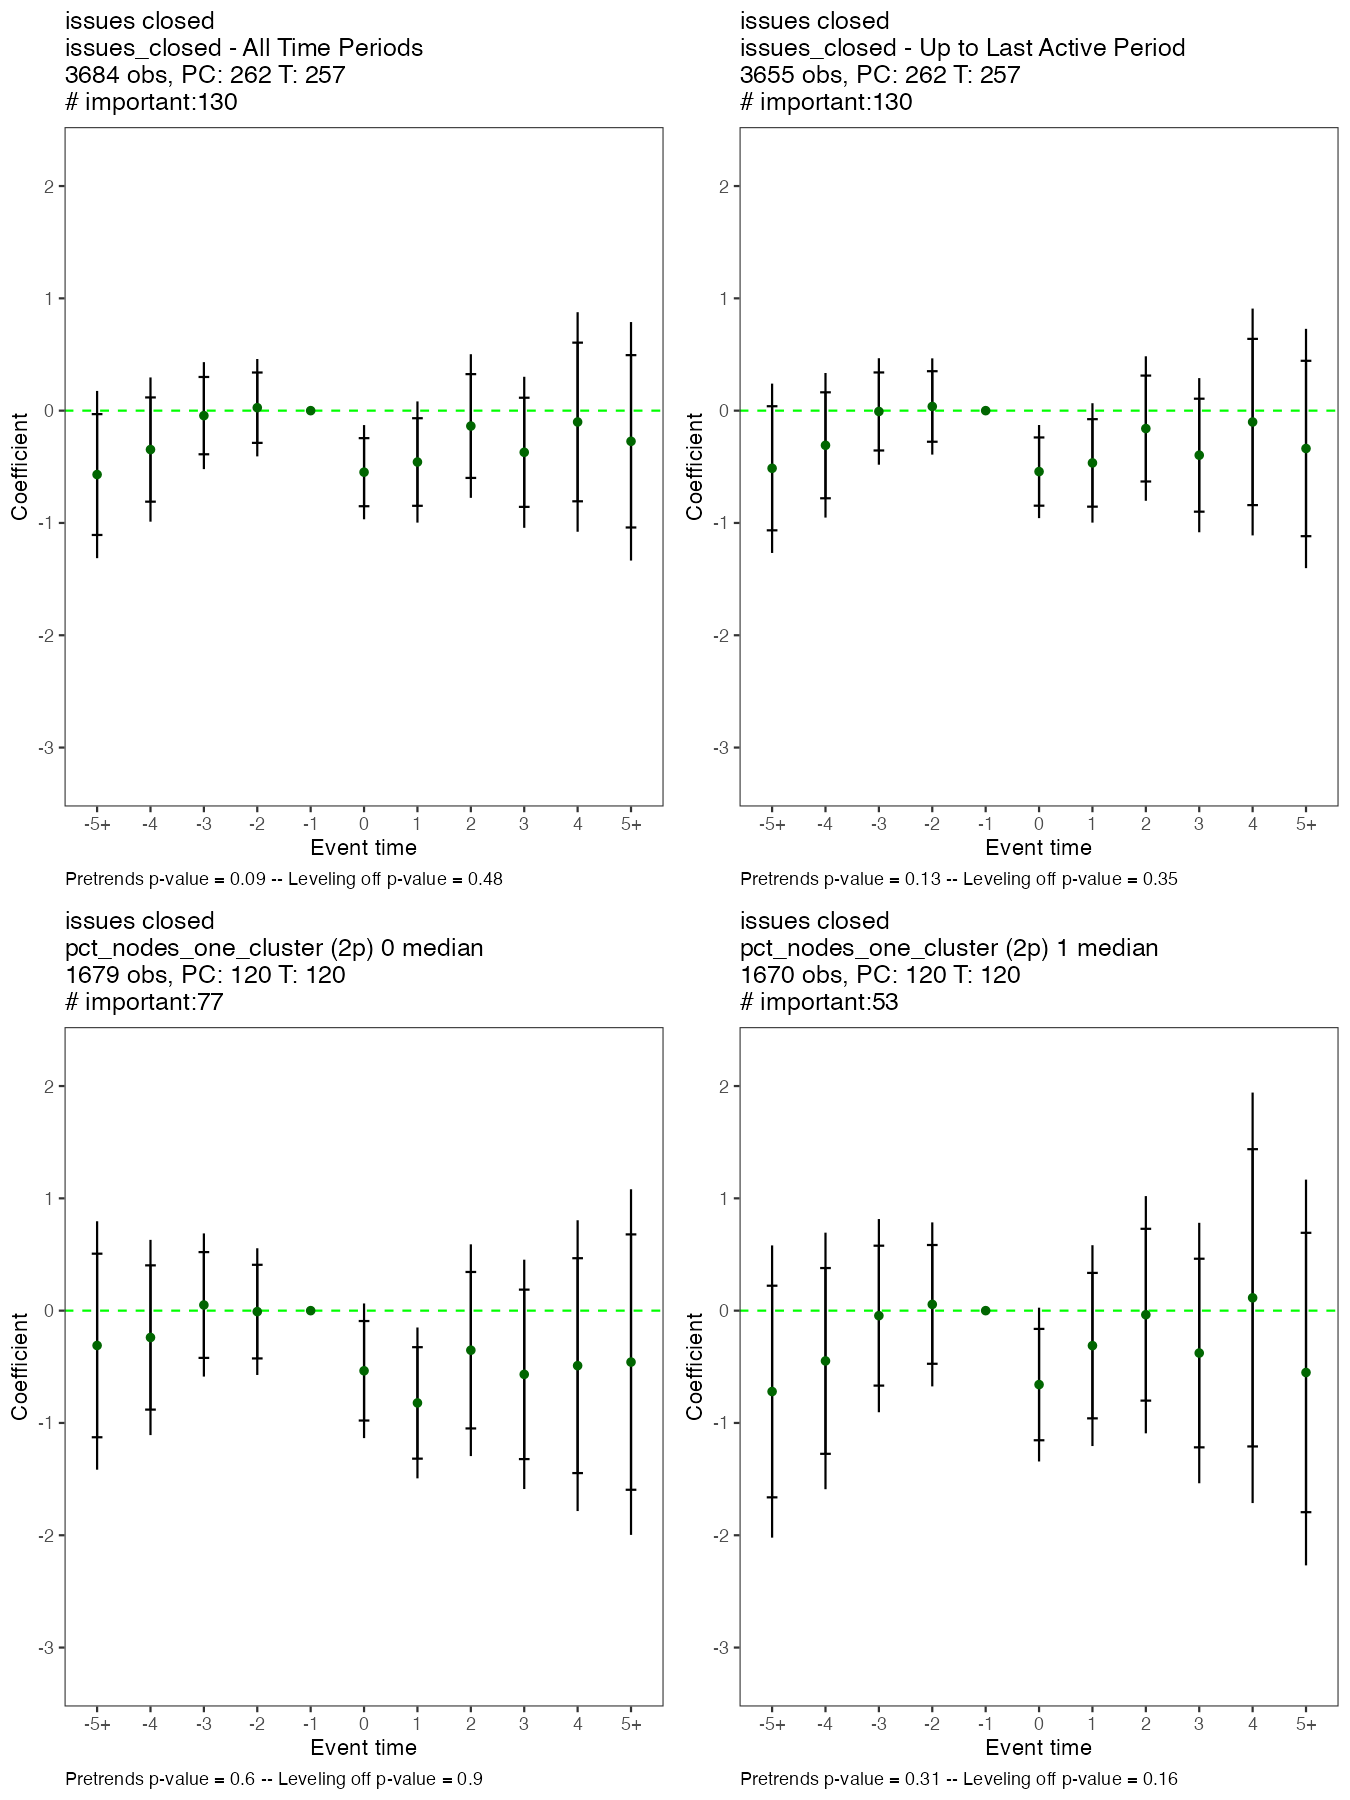 issues closed
issues_closed - All Time Periods
3684 obs, PC: 262 T: 257
# important:130
2
1
0
-1
-2
-3
Coefficient
-5+ -4 -3 -2 -1 0 1 2 3 4 5+
Event time
Pretrends p-value = 0.09 -- Leveling off p-value = 0.48
issues closed
issues_closed - Up to Last Active Period
3655 obs, PC: 262 T: 257
# important:130
2
1
0
-1
-2
-3
Coefficient
-5+ -4 -3 -2 -1 0 1 2 3 4 5+
Event time
Pretrends p-value = 0.13 -- Leveling off p-value = 0.35
issues closed
pct_nodes_one_cluster (2p) 0 median
1679 obs, PC: 120 T: 120
# important:77
2
1
0
-1
-2
-3
Coefficient
-5+ -4 -3 -2 -1 0 1 2 3 4 5+
Event time
Pretrends p-value = 0.6 -- Leveling off p-value = 0.9
issues closed
pct_nodes_one_cluster (2p) 1 median
1670 obs, PC: 120 T: 120
# important:53
2
1
0
-1
-2
-3
Coefficient
-5+ -4 -3 -2 -1 0 1 2 3 4 5+
Event time
Pretrends p-value = 0.31 -- Leveling off p-value = 0.16